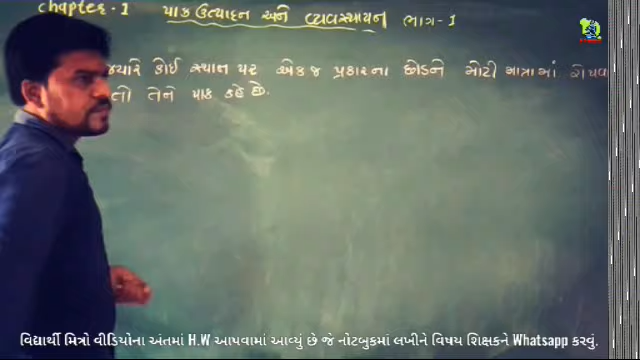 chapter - 1 પાક ઉત્પાદન અને વ્યવસ્થાપન ભાગ - 1
જ્યારે કોઈ સ્થાન પર એક જ પ્રકારના છોડને મોટી માત્રામાં
તો તેને પાક કહે છે.
વિદ્યાર્થી મિત્રો વીડિયોના અંતમાં H.W આપવામાં આવ્યું છે જે નોટબુકમાં લખીને વિષય શિક્ષકને Whatsapp કરવું.